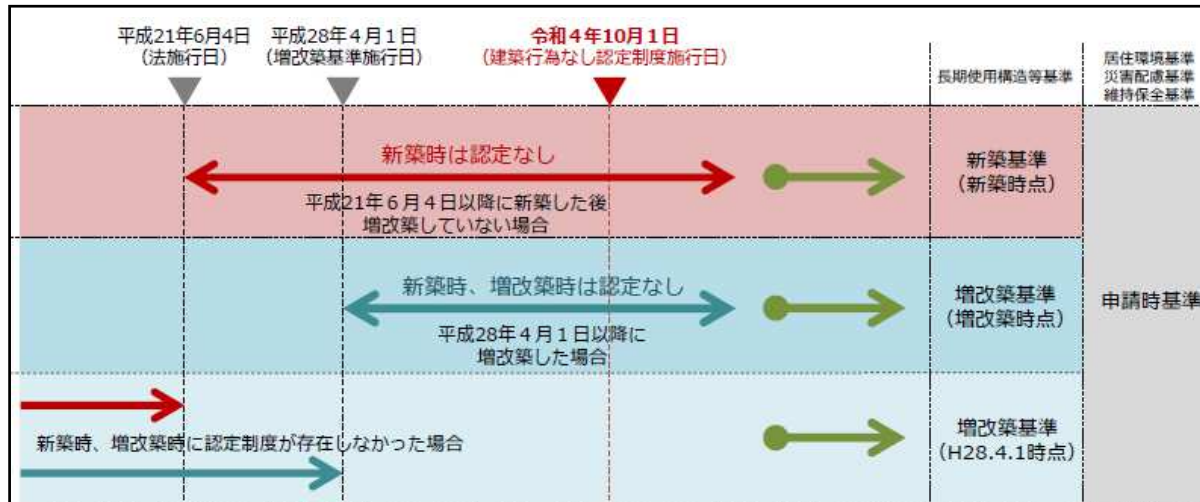 平成21年6月4日
(法施行日)
平成28年４月１日
(増改築基準施行日)
令和４年10月１日
(建築行為なし認定制度施行日)
長期使用構造等基準
居住環境基準
災害配慮基準
維持保全基準
新築時は認定なし
平成21年６月４日以降に新築した後
増改築していない場合
新築基準
(新築時点)
新築時、増改築時は認定なし
平成28年４月１日以降に
増改築した場合
増改築基準
(増改築時点)
申請時基準
新築時、増改築時に認定制度が存在しなかった場合
増改築基準
(H28.4.1時点)